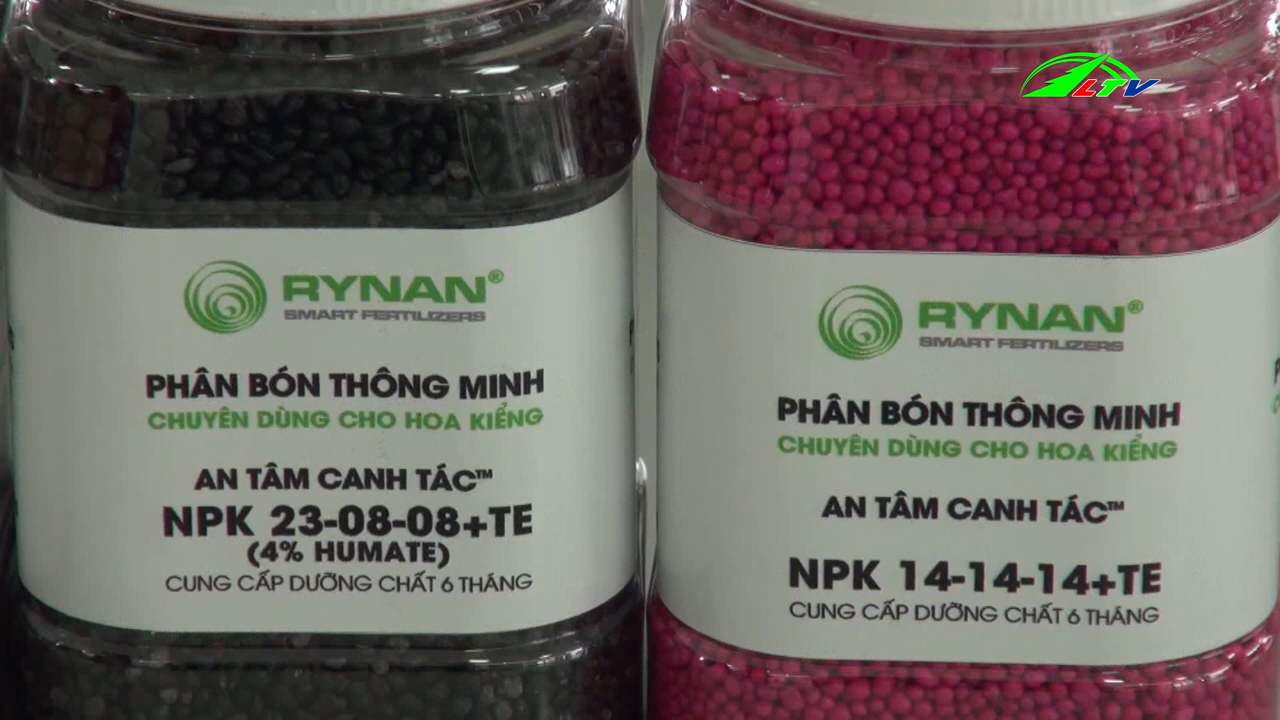 LTV
RYNAN®
SMART FERTILIZERS
PHÂN BÓN THÔNG MINH
CHUYÊN DÙNG CHO HOA KIỂNG
AN TÂM CANH TÁC™
NPK 23-08-08+TE
(4% HUMATE)
CUNG CẤP DƯỠNG CHẤT 6 THÁNG
RYNAN®
SMART FERTILIZERS
PHÂN BÓN THÔNG MINH
CHUYÊN DÙNG CHO HOA KIỂNG
AN TÂM CANH TÁC™
NPK 14-14-14+TE
CUNG CẤP DƯỠNG CHẤT 6 THÁNG